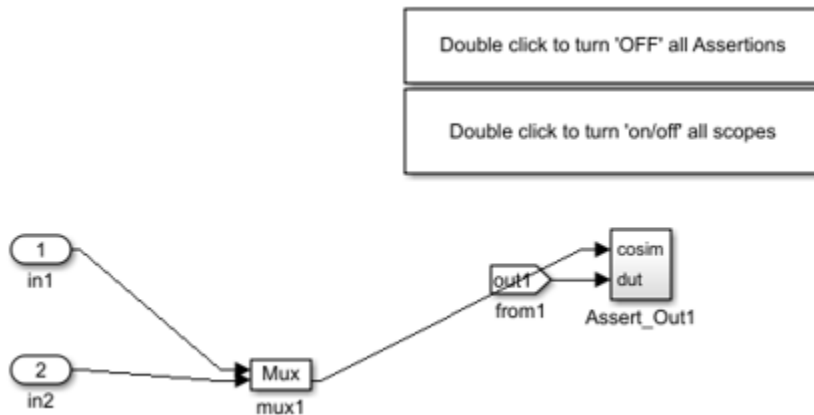 Double click to turn 'OFF' all Assertions
Double click to turn 'on/off' all scopes
1
in1
cosim
out1
dut
from1
Assert_Out1
2
in2
Mux
mux1